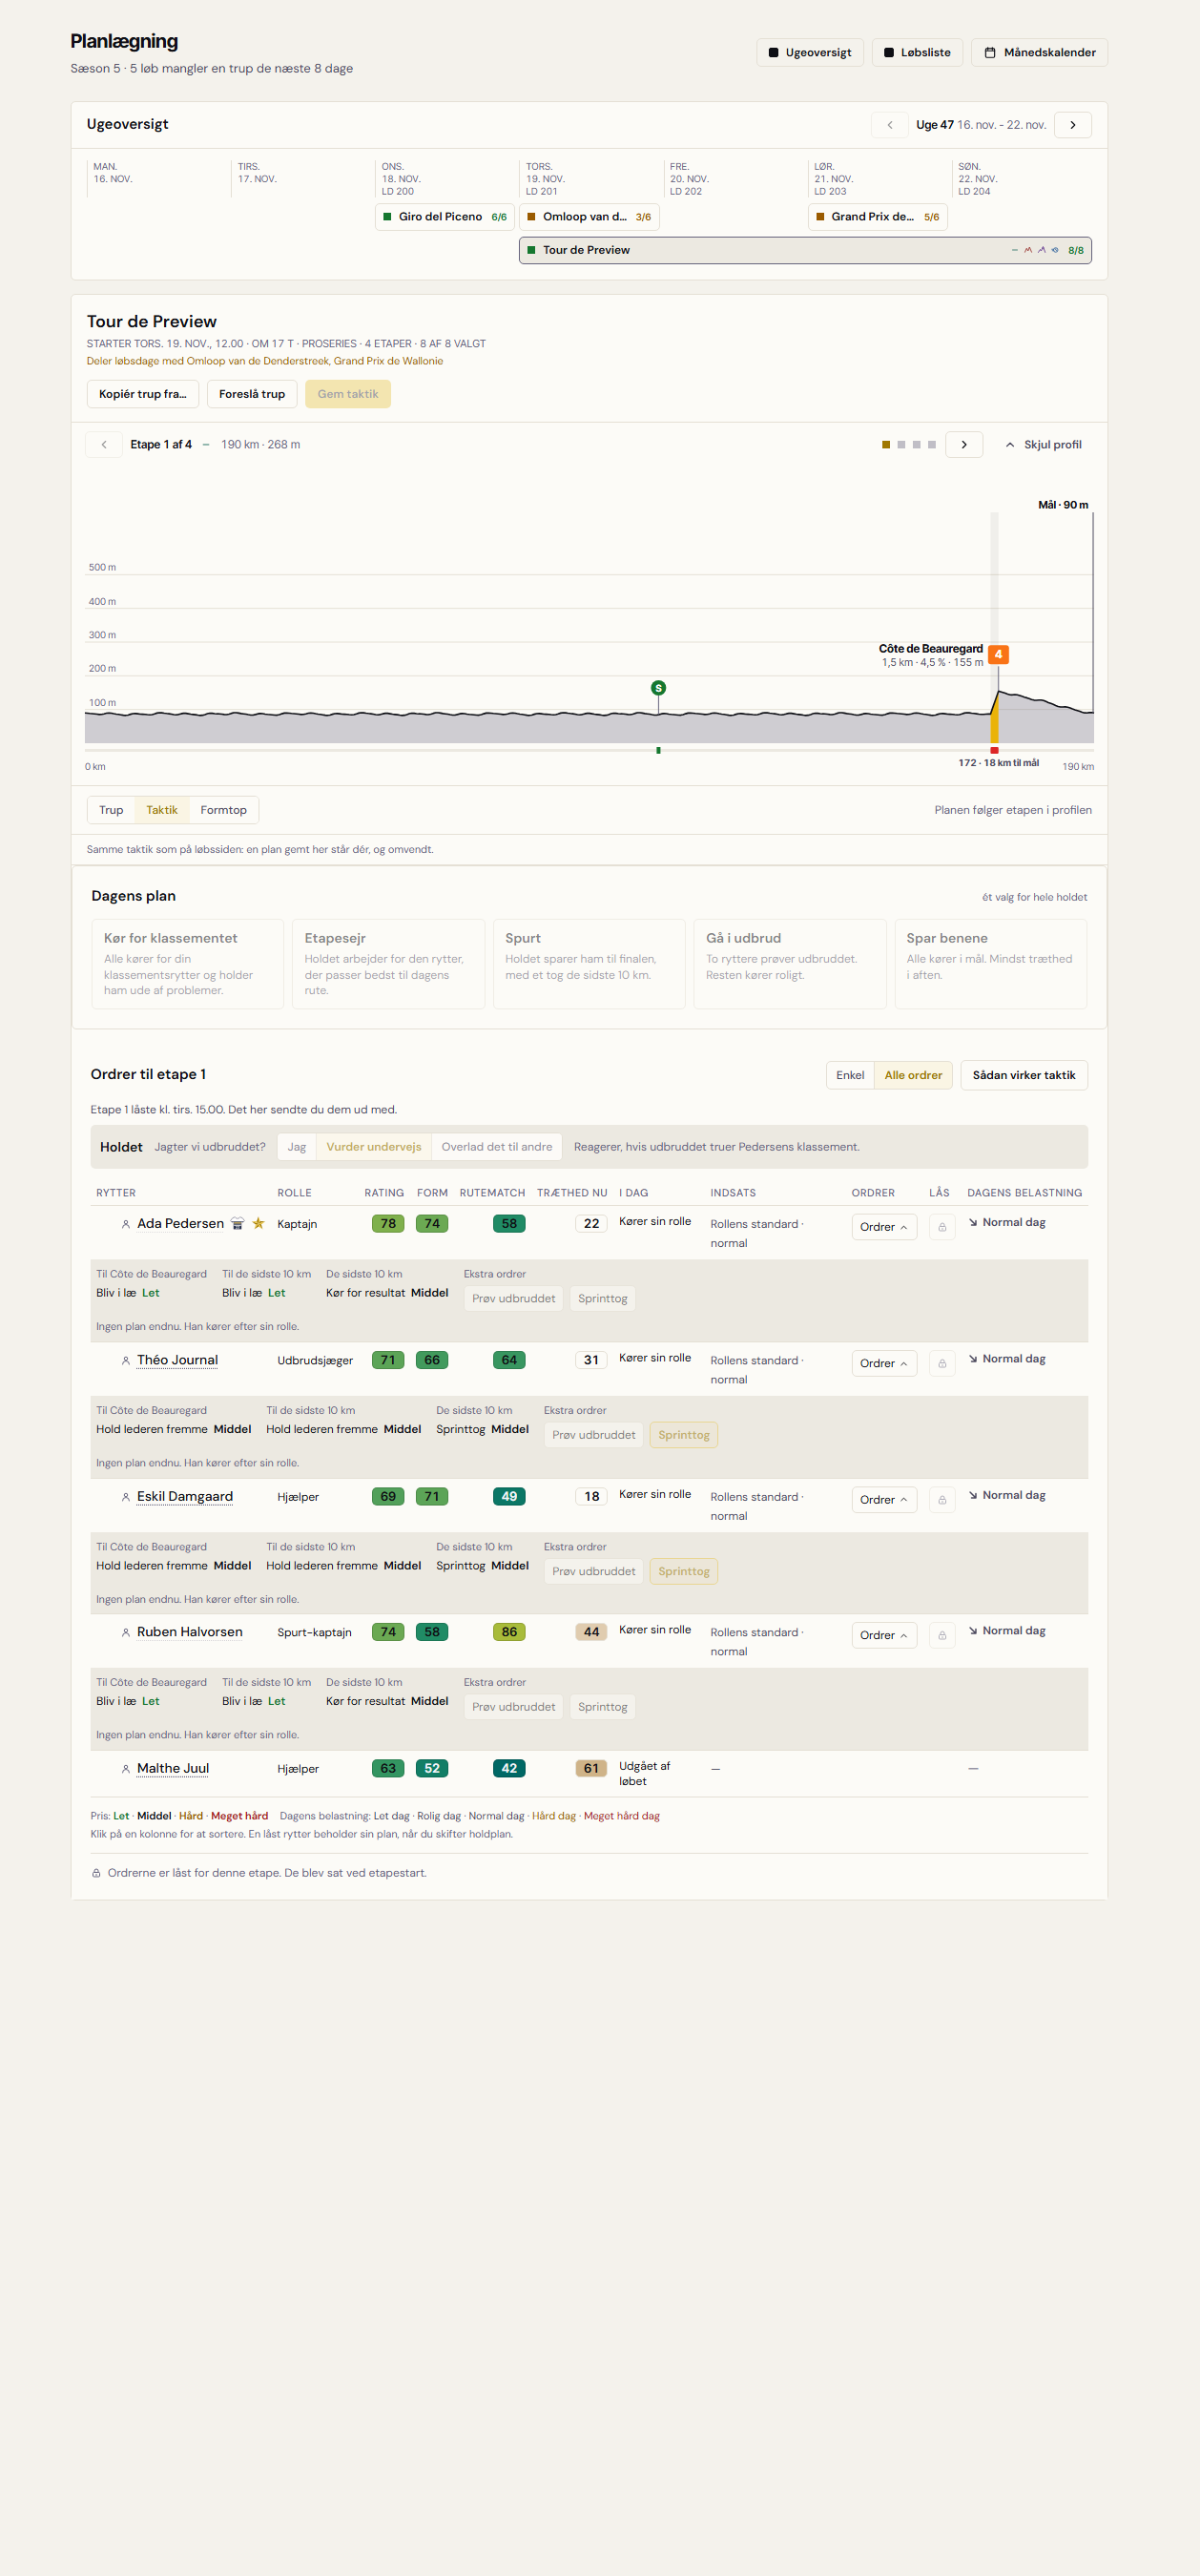 Planlægning
Sæson 5 · 5 løb mangler en trup de næste 8 dage
Ugeoversigt
Løbsliste
Månedskalender
Ugeoversigt
Uge 47 16. nov. - 22. nov.
MAN.
16. NOV.
TIRS.
17. NOV.
ONS.
18. NOV.
LD 200
TORS.
19. NOV.
LD 201
FRE.
20. NOV.
LD 202
LØR.
21. NOV.
LD 203
SØN.
22. NOV.
LD 204
Giro del Piceno 6/6
Omloop van d... 3/6
Grand Prix de... 5/6
Tour de Preview 8/8
Tour de Preview
STARTER TORS. 19. NOV., 12.00 · OM 17 T · PROSERIES · 4 ETAPER · 8 AF 8 VALGT
Deler løbsdage med Omloop van de Denderstreek, Grand Prix de Wallonie
Kopiér trup fra...
Foreslå trup
Gem taktik
Etape 1 af 4 190 km · 268 m
Skjul profil
Mål · 90 m
500 m
400 m
300 m
200 m
100 m
Côte de Beauregard
1,5 km · 4,5 % · 155 m
4
S
172 · 18 km til mål
0 km
190 km
Trup
Taktik
Formtop
Planen følger etapen i profilen
Samme taktik som på løbssiden: en plan gemt her står dér, og omvendt.
Dagens plan
ét valg for hele holdet
Kør for klassementet
Alle kører for din
klassementsrytter og holder
ham ude af problemer.
Etapesejr
Holdet arbejder for den rytter,
der passer bedst til dagens
rute.
Spurt
Holdet sparer ham til finalen,
med et tog de sidste 10 km.
Gå i udbrud
To ryttere prøver udbruddet.
Resten kører roligt.
Spar benene
Alle kører i mål. Mindst træthed
i aften.
Ordrer til etape 1
Enkel
Alle ordrer
Sådan virker taktik
Etape 1 låste kl. tirs. 15.00. Det her sendte du dem ud med.
Holdet Jagter vi udbruddet? Jag Vurder undervejs Overlad det til andre Reagerer, hvis udbruddet truer Pedersens klassement.
RYTTER ROLLE RATING FORM RUTEMATCH TRÆTHED NU I DAG INDSATS ORDRER LÅS DAGENS BELASTNING
Ada Pedersen Kaptajn 78 74 58 22 Kører sin rolle Rollens standard · normal Ordrer Normal dag
Til Côte de Beauregard Til de sidste 10 km De sidste 10 km Ekstra ordrer
Bliv i læ Let Bliv i læ Let Kør for resultat Middel Prøv udbruddet Sprinttog
Ingen plan endnu. Han kører efter sin rolle.
Théo Journal Udbrudsjæger 71 66 64 31 Kører sin rolle Rollens standard · normal Ordrer Normal dag
Til Côte de Beauregard Til de sidste 10 km De sidste 10 km Ekstra ordrer
Hold lederen fremme Middel Hold lederen fremme Middel Sprinttog Middel Prøv udbruddet Sprinttog
Ingen plan endnu. Han kører efter sin rolle.
Eskil Damgaard Hjælper 69 71 49 18 Kører sin rolle Rollens standard · normal Ordrer Normal dag
Til Côte de Beauregard Til de sidste 10 km De sidste 10 km Ekstra ordrer
Hold lederen fremme Middel Hold lederen fremme Middel Sprinttog Middel Prøv udbruddet Sprinttog
Ingen plan endnu. Han kører efter sin rolle.
Ruben Halvorsen Spurt-kaptajn 74 58 86 44 Kører sin rolle Rollens standard · normal Ordrer Normal dag
Til Côte de Beauregard Til de sidste 10 km De sidste 10 km Ekstra ordrer
Bliv i læ Let Bliv i læ Let Kør for resultat Middel Prøv udbruddet Sprinttog
Ingen plan endnu. Han kører efter sin rolle.
Malthe Juul Hjælper 63 52 42 61 Udgået af løbet — —
Pris: Let · Middel · Hård · Meget hård Dagens belastning: Let dag · Rolig dag · Normal dag · Hård dag · Meget hård dag
Klik på en kolonne for at sortere. En låst rytter beholder sin plan, når du skifter holdplan.
Ordrerne er låst for denne etape. De blev sat ved etapestart.